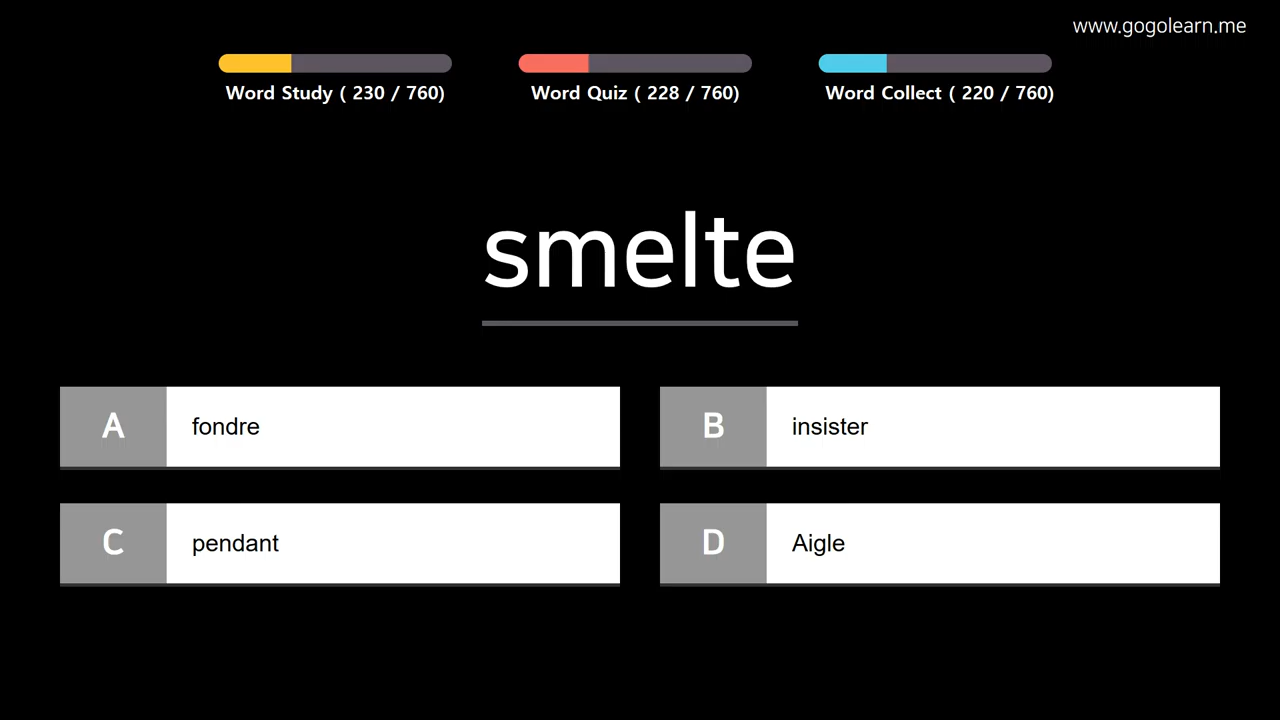 www.gogolearn.me
Word Study ( 230 / 760)
Word Quiz ( 228 / 760)
Word Collect ( 220 / 760)
smelte
A fondre
B insister
C pendant
D Aigle